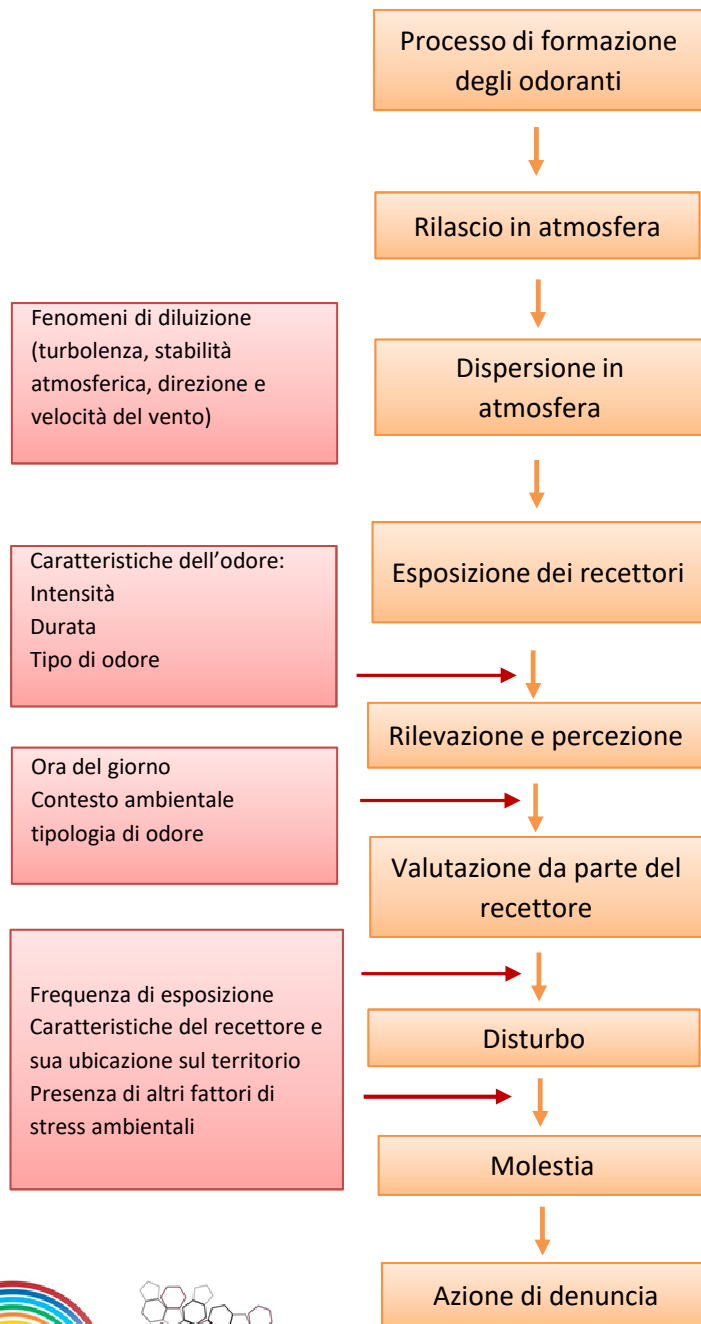 Processo di formazione
degli odoranti
Rilascio in atmosfera
Fenomeni di diluizione
(turbolenza, stabilità
atmosferica, direzione e
velocità del vento)
Dispersione in
atmosfera
Esposizione dei recettori
Caratteristiche dell'odore:
Intensità
Durata
Tipo di odore
Rilevazione e percezione
Ora del giorno
Contesto ambientale
tipologia di odore
Valutazione da parte del
recettore
Frequenza di esposizione
Caratteristiche del recettore e
sua ubicazione sul territorio
Presenza di altri fattori di
stress ambientali
Disturbo
Molestia
Azione di denuncia